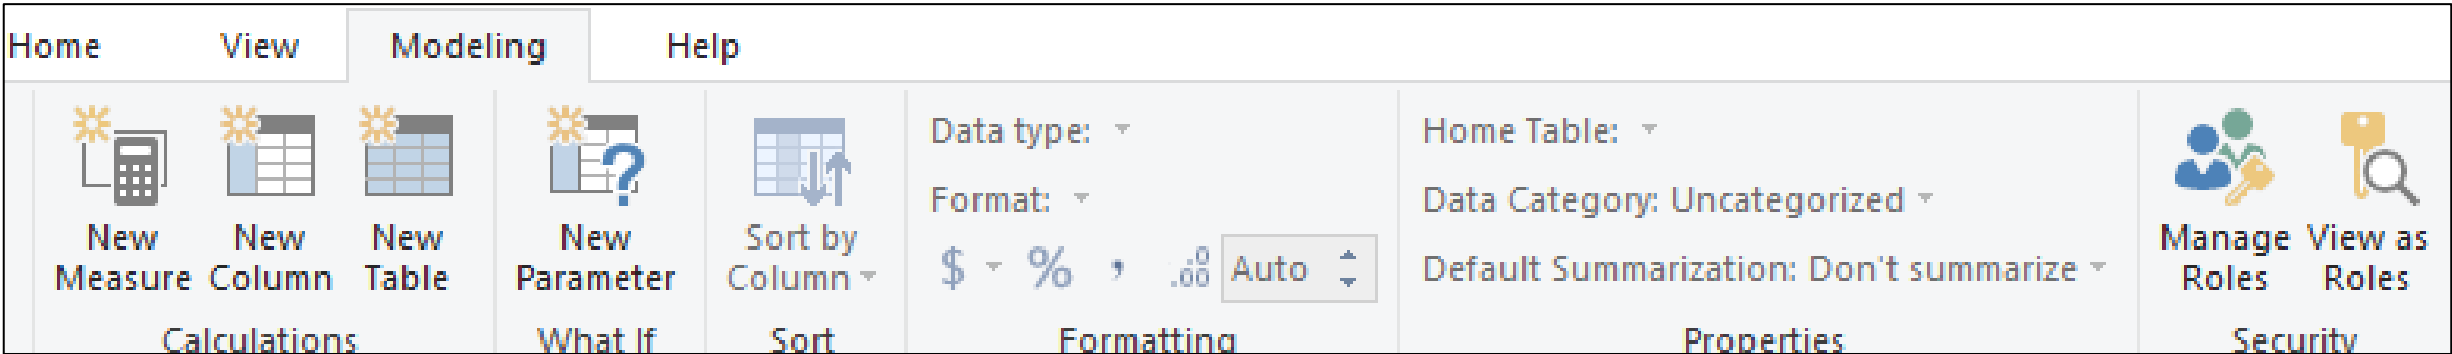 Home View Modeling Help
New Measure
New Column
New Table
Calculations
New Parameter
What If
Sort by Column
Sort
Data type:
Format:
$ % , .0 .00 Auto
Formatting
Home Table:
Data Category: Uncategorized
Default Summarization: Don't summarize
Properties
Manage Roles
View as Roles
Security